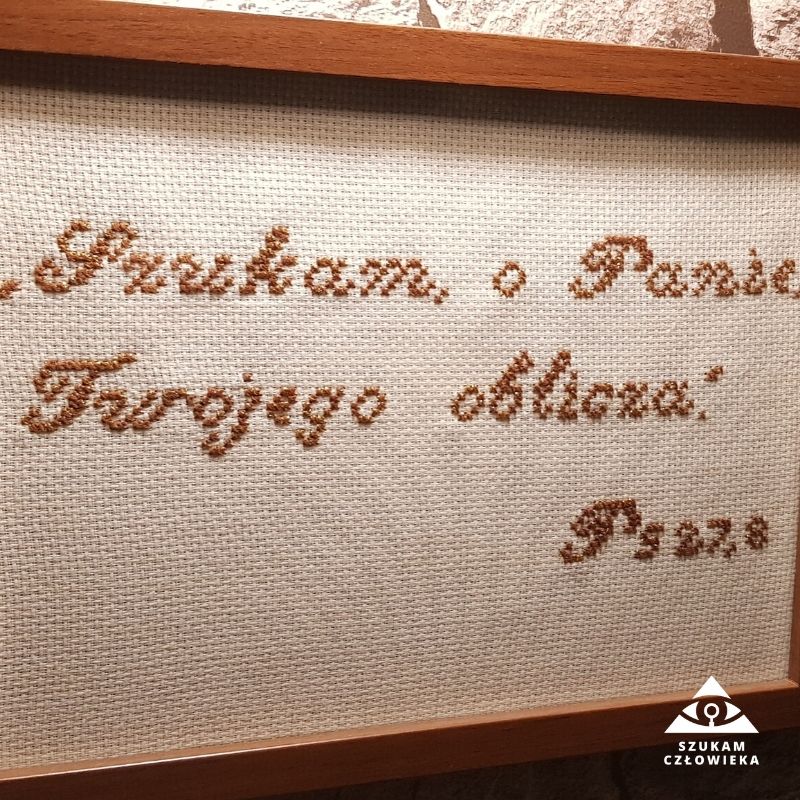 „Szukam, o Panie,
Twojego oblicza.”
Ps 27,8
SZUKAM
CZŁOWIEKA